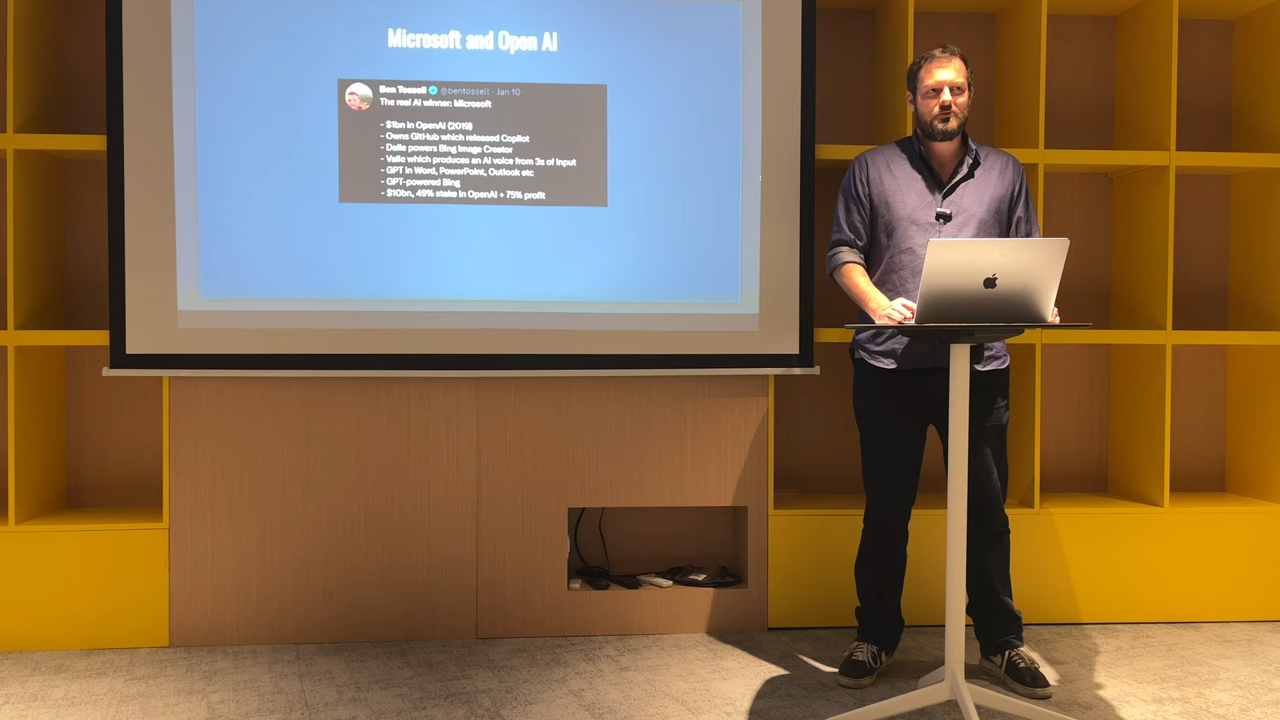 Microsoft and Open AI
Ben Tossell @bentossell · Jan 10
The real AI winner: Microsoft
- $1bn in OpenAI (2019)
- Owns GitHub which released Copilot
- Dalle powers Bing Image Creator
- Valle which produces an AI voice from 3s of input
- GPT in Word, PowerPoint, Outlook etc
- GPT-powered Bing
- $10bn, 49% stake in OpenAI + 75% profit